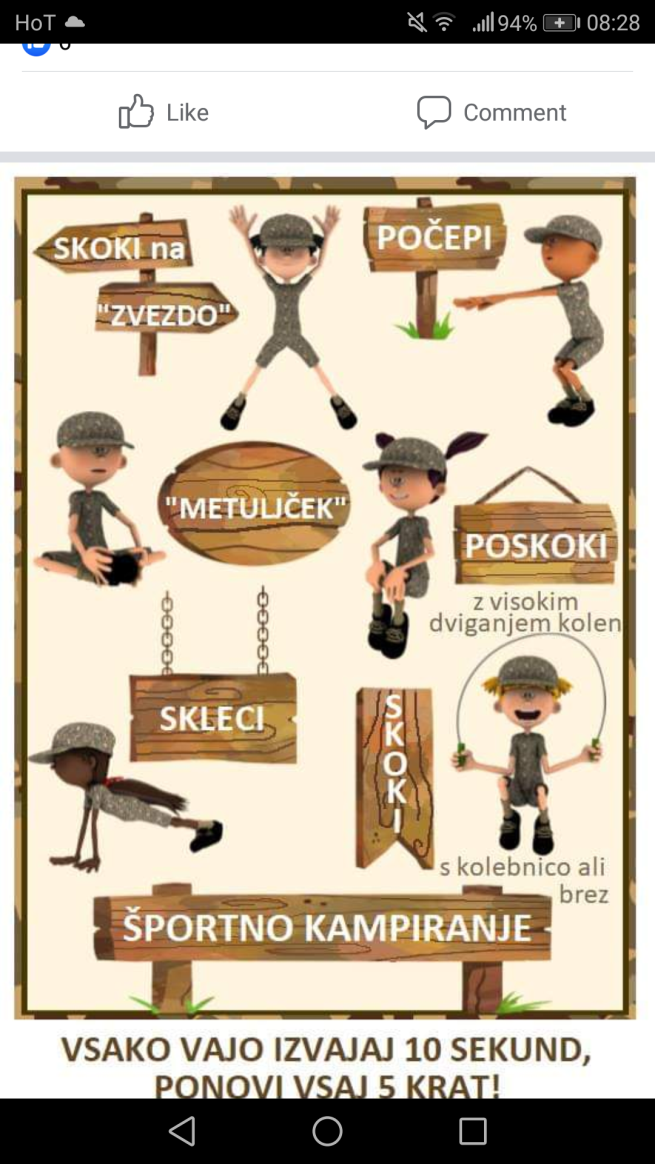 HoT 94% 08:28
Like Comment
SKOKI na
"ZVEZDO"
POČEPI
"METULJČEK"
POSKOKI
z visokim
dviganjem kolen
SKLECI
SKOKI
s kolebnico ali
brez
ŠPORTNO KAMPIRANJE
VSAKO VAJO IZVAJAJ 10 SEKUND,
PONOVI VSAJ 5 KRAT!